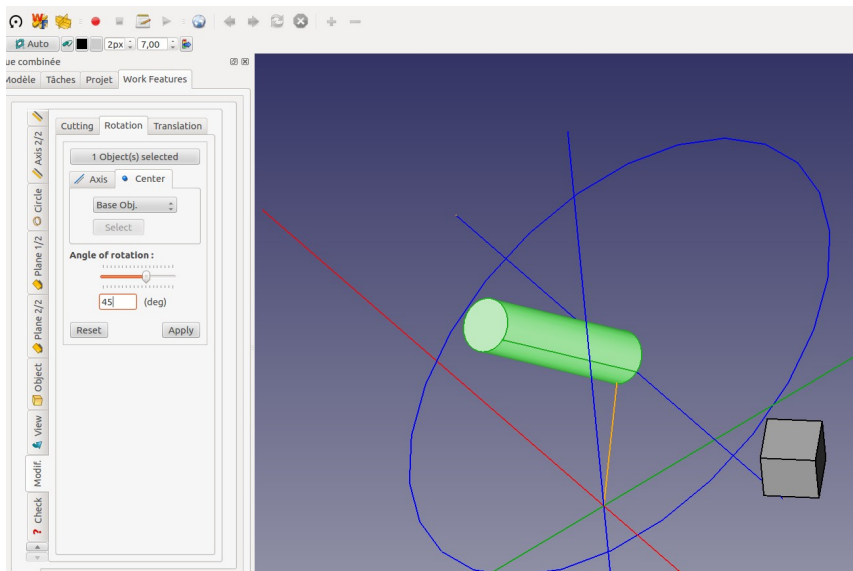 Auto 2px 7,00
ue combinée
Modèle Tâches Projet Work Features
Cutting Rotation Translation
1 Object(s) selected
Axis Center
Base Obj.
Select
Angle of rotation :
45 (deg)
Reset Apply
Axis 2/2
Circle
Plane 1/2
Plane 2/2
Object
View
Modif.
? Check